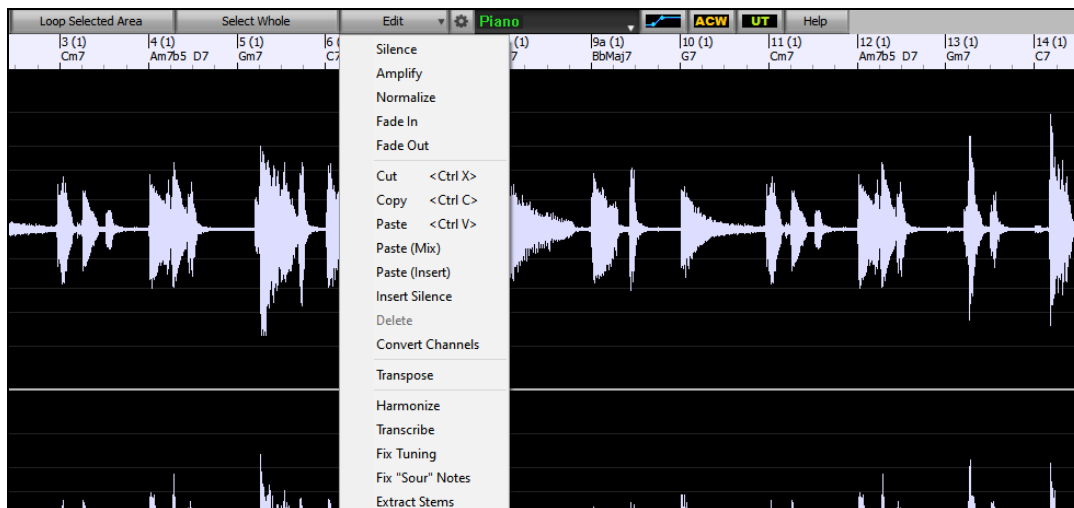 Loop Selected Area Select Whole Edit Piano ACW UT Help
3 (1) 4 (1) 5 (1) 6 (1) 9a (1) 10 (1) 11 (1) 12 (1) 13 (1) 14 (1)
Cm7 Am7b5 D7 Gm7 C7 BbMaj7 G7 Cm7 Am7b5 D7 Gm7 C7
Silence
Amplify
Normalize
Fade In
Fade Out
Cut <Ctrl X>
Copy <Ctrl C>
Paste <Ctrl V>
Paste (Mix)
Paste (Insert)
Insert Silence
Delete
Convert Channels
Transpose
Harmonize
Transcribe
Fix Tuning
Fix "Sour" Notes
Extract Stems